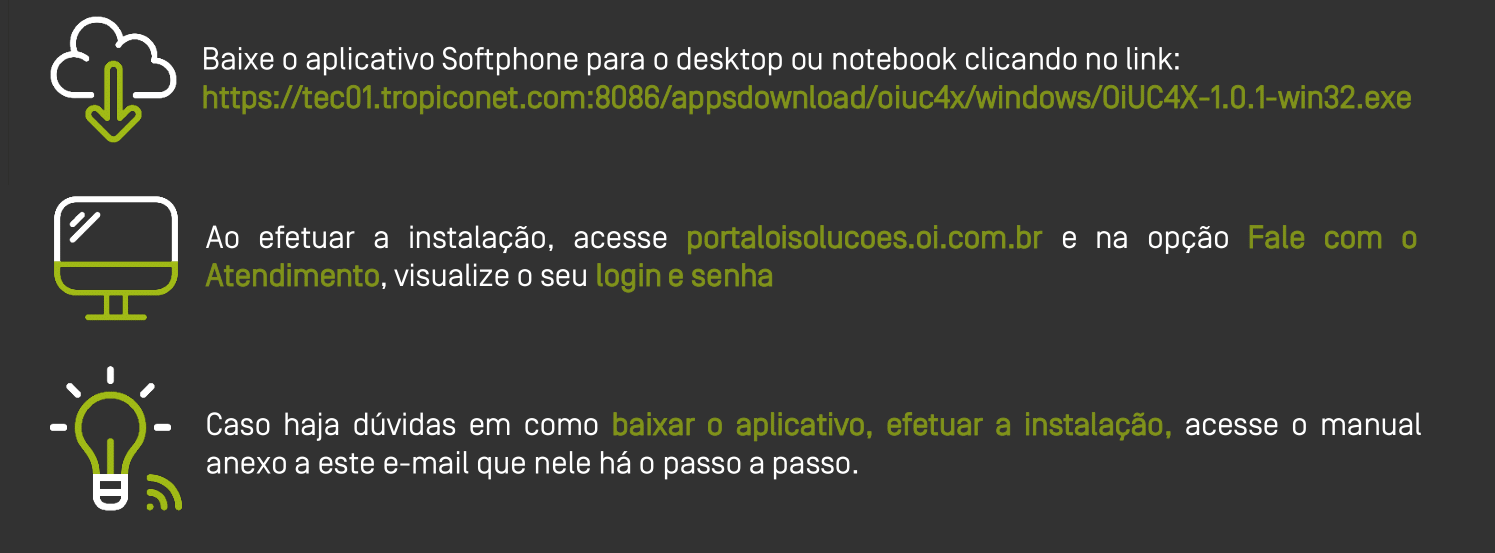 Baixe o aplicativo Softphone para o desktop ou notebook clicando no link:
https://tec01.tropiconet.com:8086/appsdownload/oiuc4x/windows/OiUC4X-1.0.1-win32.exe
Ao efetuar a instalação, acesse portaloisolucoes.oi.com.br e na opção Fale com o
Atendimento, visualize o seu login e senha
Caso haja dúvidas em como baixar o aplicativo, efetuar a instalação, acesse o manual
anexo a este e-mail que nele há o passo a passo.